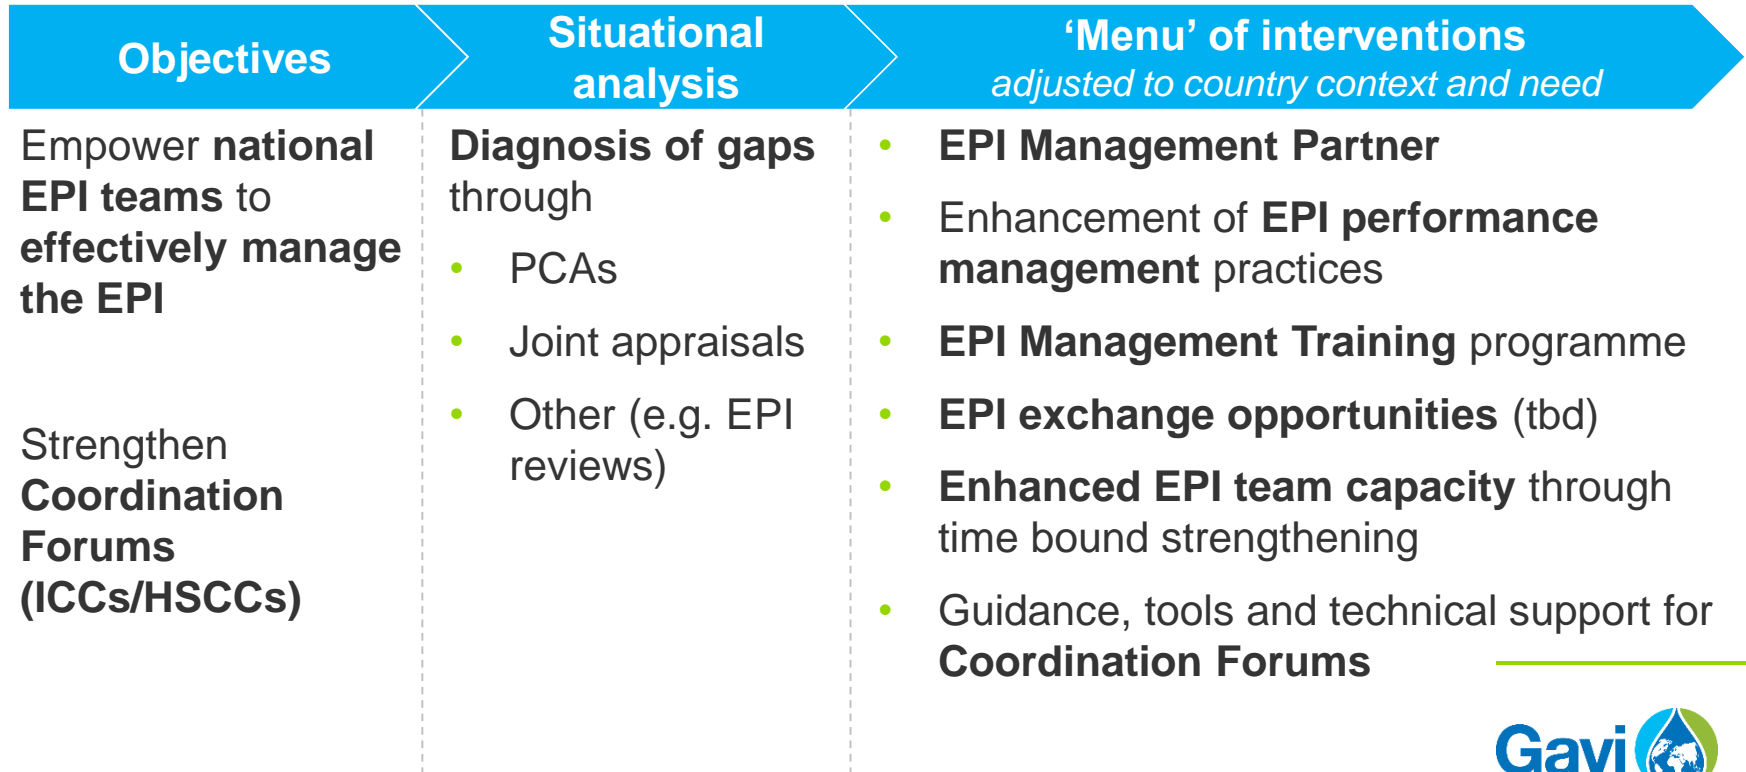 Objectives
Situational
analysis
‘Menu’ of interventions
adjusted to country context and need
Empower national
EPI teams to
effectively manage
the EPI
Strengthen
Coordination
Forums
(ICCs/HSCCs)
Diagnosis of gaps
through
• PCAs
• Joint appraisals
• Other (e.g. EPI
reviews)
• EPI Management Partner
• Enhancement of EPI performance
management practices
• EPI Management Training programme
• EPI exchange opportunities (tbd)
• Enhanced EPI team capacity through
time bound strengthening
• Guidance, tools and technical support for
Coordination Forums
Gavi